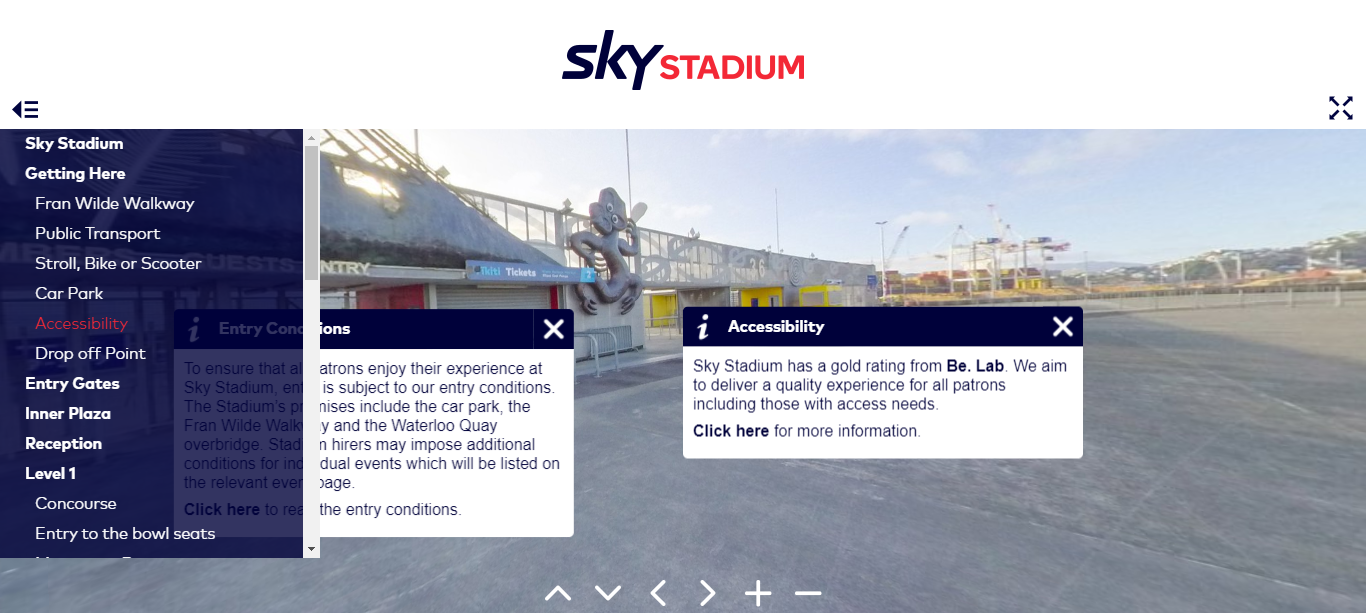 sky STADIUM
Sky Stadium
Getting Here
Fran Wilde Walkway
Public Transport
Stroll, Bike or Scooter
Car Park
Accessibility
Drop off Point
Entry Gates
Inner Plaza
Reception
Level 1
Concourse
Entry to the bowl seats
ENTRY
Tickets
26
i Entry Conditions
To ensure that all patrons enjoy their experience at
Sky Stadium, entry is subject to our entry conditions.
The Stadium's premises include the car park, the
Fran Wilde Walkway and the Waterloo Quay
overbridge. Stadium hirers may impose additional
conditions for individual events which will be listed on
the relevant event page.
Click here to read the entry conditions.
i Accessibility
Sky Stadium has a gold rating from Be. Lab. We aim
to deliver a quality experience for all patrons
including those with access needs.
Click here for more information.